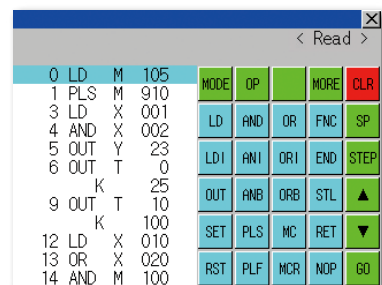 < Read >
0 LD M 105
1 PLS M 910
3 LD X 001
4 AND X 002
5 OUT Y 23
6 OUT T 0
K 25
9 OUT T 10
K 100
12 LD X 010
13 OR X 020
14 AND M 100
MODE OP MORE CLR
LD AND OR FNC SP
LDI ANI ORI END STEP
OUT ANB ORB STL ▲
SET PLS MC RET ▼
RST PLF MCR NOP GO